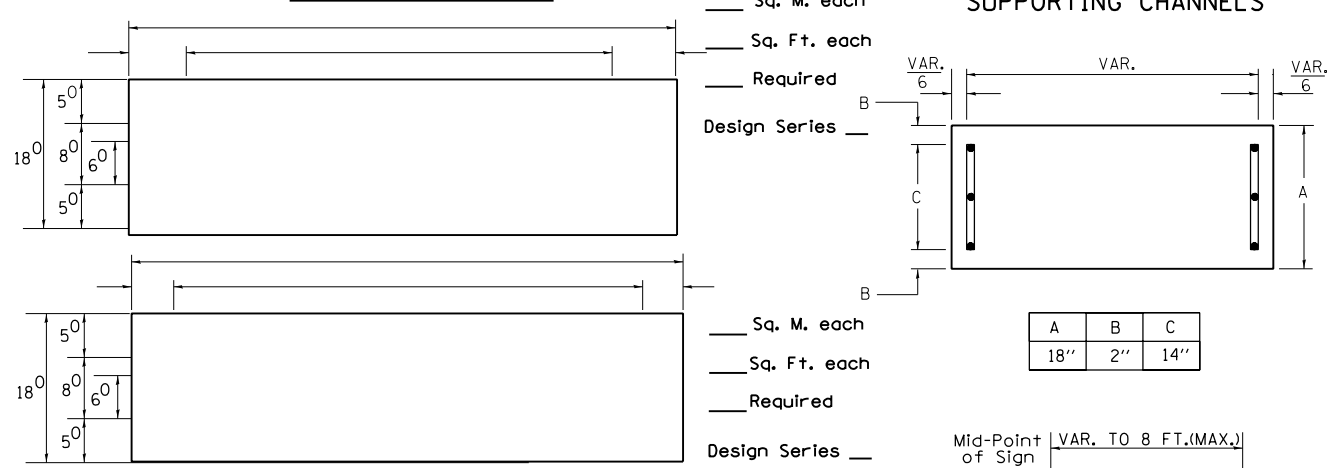 Sq. M. each
SUPPORTING CHANNELS
Sq. Ft. each
Required
Design Series
18⁰
5⁰
8⁰
6⁰
5⁰
VAR.
6
VAR.
VAR.
6
B
C
A
B
Sq. M. each
Sq. Ft. each
Required
Design Series
18⁰
5⁰
8⁰
6⁰
5⁰
A B C
18" 2" 14"
Mid-Point
of Sign
VAR. TO 8 FT.(MAX.)